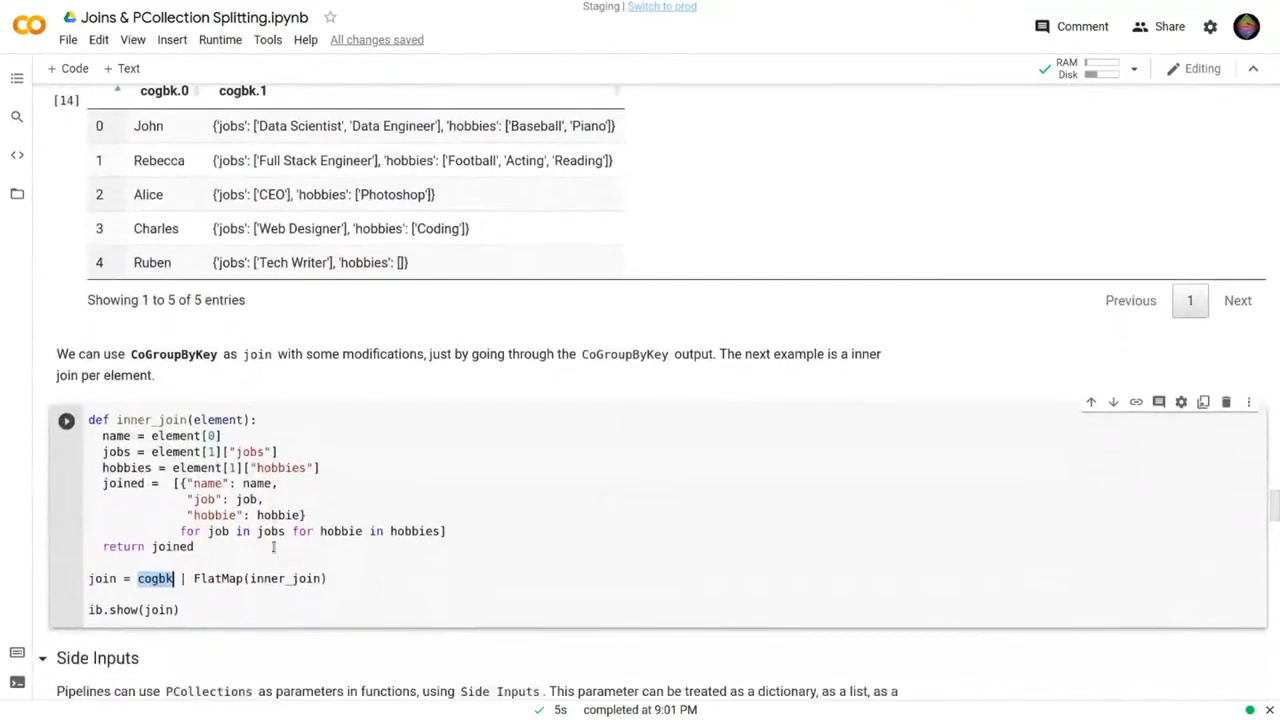 Staging | Switch to prod
Joins & PCollection Splitting.ipynb
Comment
Share
File Edit View Insert Runtime Tools Help All changes saved
+ Code + Text
RAM
Disk
Editing
[14]
cogbk.0 cogbk.1
0 John {'jobs': ['Data Scientist', 'Data Engineer'], 'hobbies': ['Baseball', 'Piano']}
1 Rebecca {'jobs': ['Full Stack Engineer'], 'hobbies': ['Football', 'Acting', 'Reading']}
2 Alice {'jobs': ['CEO'], 'hobbies': ['Photoshop']}
3 Charles {'jobs': ['Web Designer'], 'hobbies': ['Coding']}
4 Ruben {'jobs': ['Tech Writer'], 'hobbies': []}
Showing 1 to 5 of 5 entries
Previous 1 Next
We can use CoGroupByKey as join with some modifications, just by going through the CoGroupByKey output. The next example is a inner
join per element.
def inner_join(element):
name = element[0]
jobs = element[1]["jobs"]
hobbies = element[1]["hobbies"]
joined = [{"name": name,
"job": job,
"hobbie": hobbie}
for job in jobs for hobbie in hobbies]
return joined
join = cogbk | FlatMap(inner_join)
ib.show(join)
Side Inputs
Pipelines can use PCollections as parameters in functions, using Side Inputs. This parameter can be treated as a dictionary, as a list, as a
5s completed at 9:01 PM